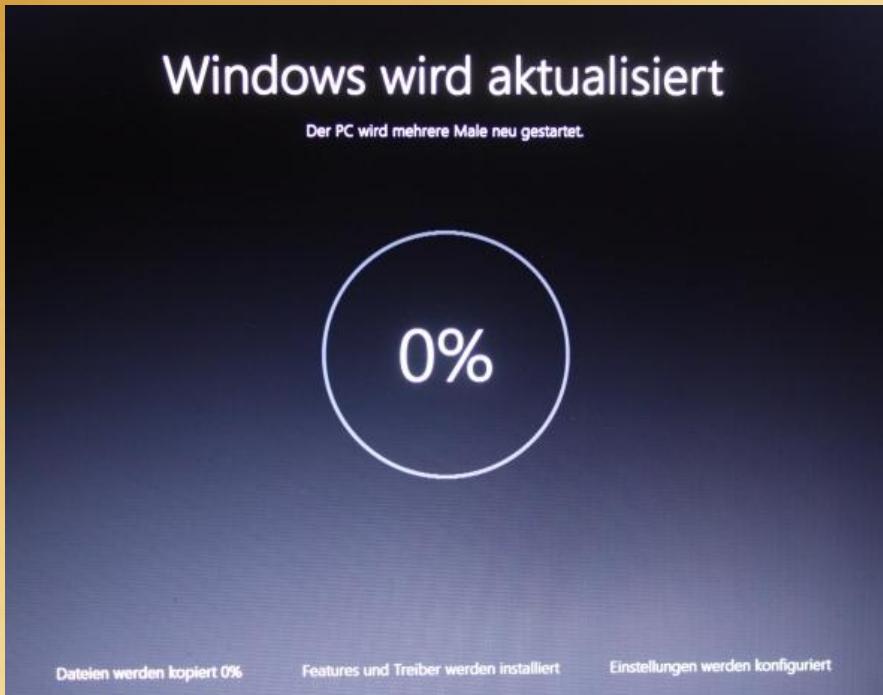 Windows wird aktualisiert
Der PC wird mehrere Male neu gestartet.
0%
Dateien werden kopiert 0%
Features und Treiber werden installiert
Einstellungen werden konfiguriert